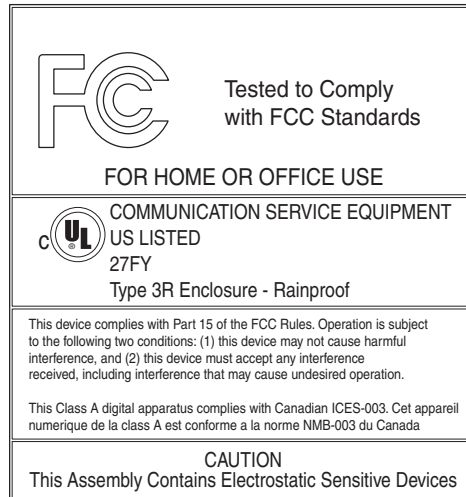 FCC
Tested to Comply
with FCC Standards
FOR HOME OR OFFICE USE
COMMUNICATION SERVICE EQUIPMENT
C UL ® US LISTED
27FY
Type 3R Enclosure - Rainproof
This device complies with Part 15 of the FCC Rules. Operation is subject
to the following two conditions: (1) this device may not cause harmful
interference, and (2) this device must accept any interference
received, including interference that may cause undesired operation.
This Class A digital apparatus complies with Canadian ICES-003. Cet appareil
numerique de la class A est conforme a la norme NMB-003 du Canada
CAUTION
This Assembly Contains Electrostatic Sensitive Devices